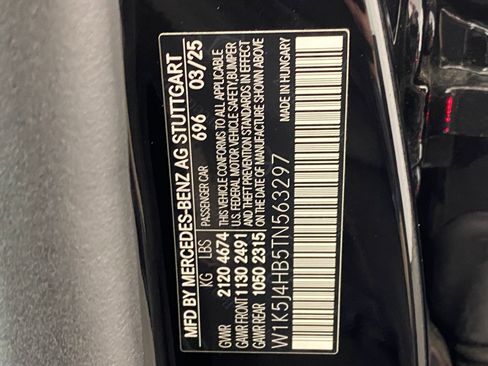 MFD BY MERCEDES-BENZ AG STUTTGART
PASSENGER CAR 696 03/25
KG LBS THIS VEHICLE CONFORMS TO ALL APPLICABLE
GVWR 2120 4674 U.S. FEDERAL MOTOR VEHICLE SAFETY/BUMPER
GAWR FRONT 1130 2491 AND THEFT PREVENTION STANDARDS IN EFFECT
GAWR REAR 1050 2315 ON THE DATE OF MANUFACTURE SHOWN ABOVE
W1K5J4HB5TN563297 MADE IN HUNGARY